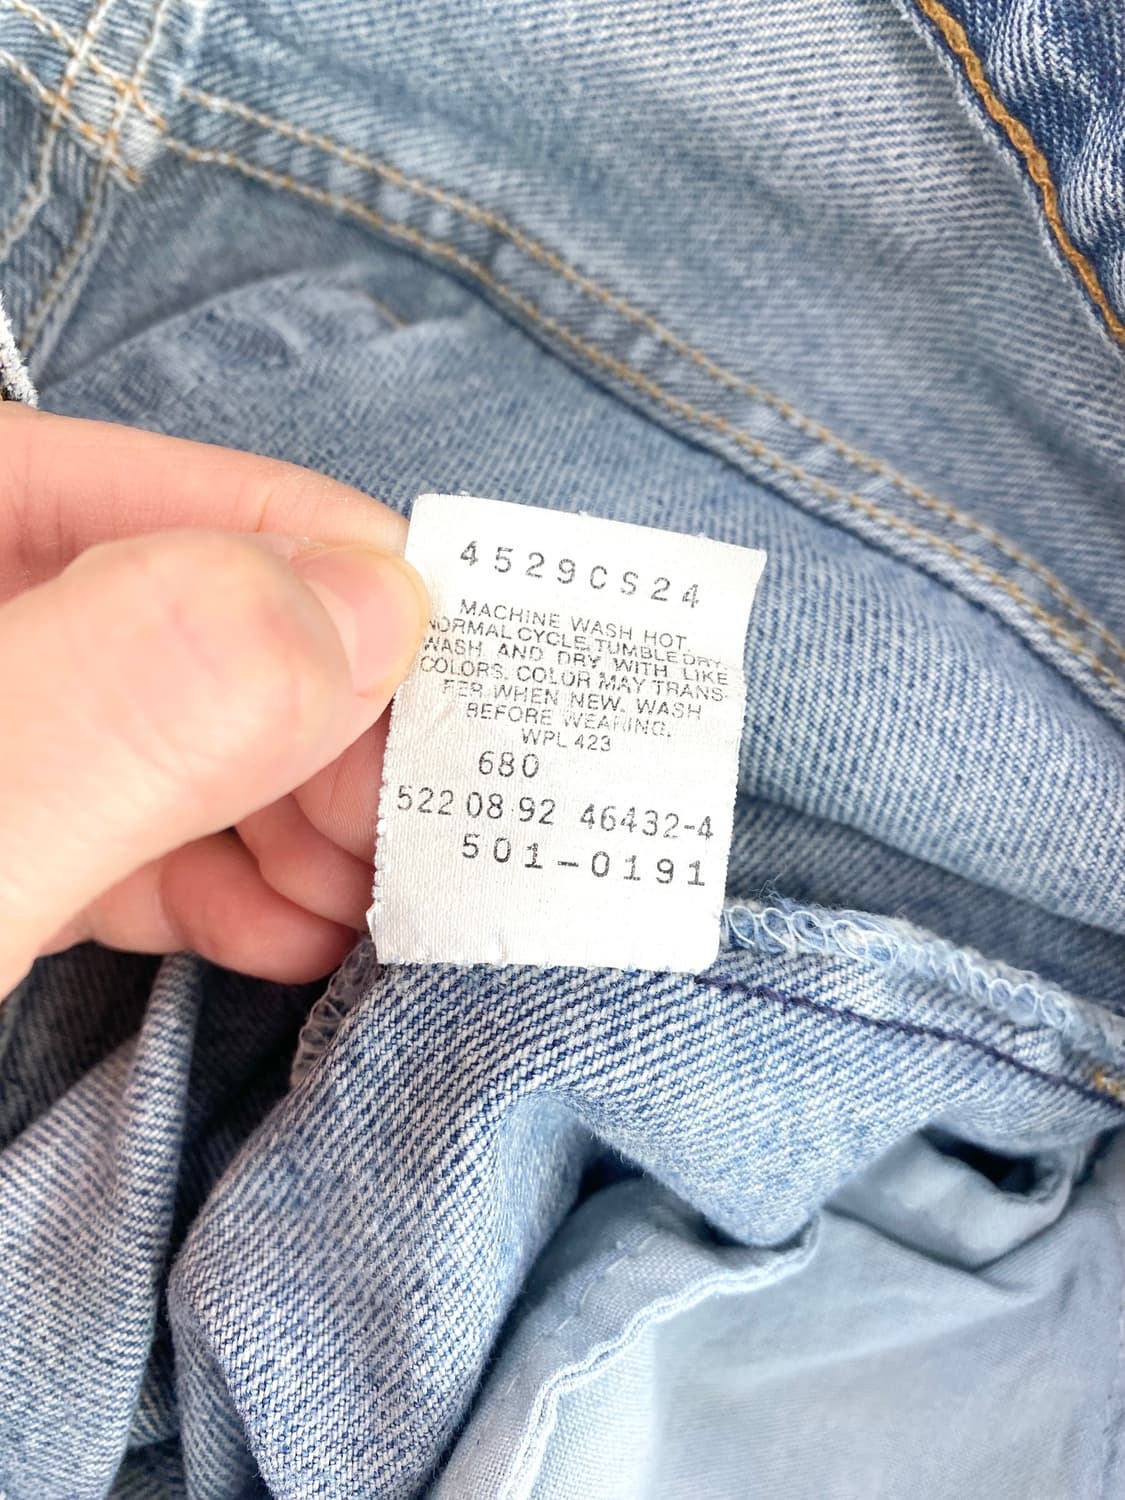 4529CS24
MACHINE WASH HOT,
NORMAL CYCLE, TUMBLE DRY.
WASH AND DRY WITH LIKE
COLORS. COLOR MAY TRANS-
FER WHEN NEW. WASH
BEFORE WEARING.
WPL 423
680
522 08 92 46432-4
501-0191